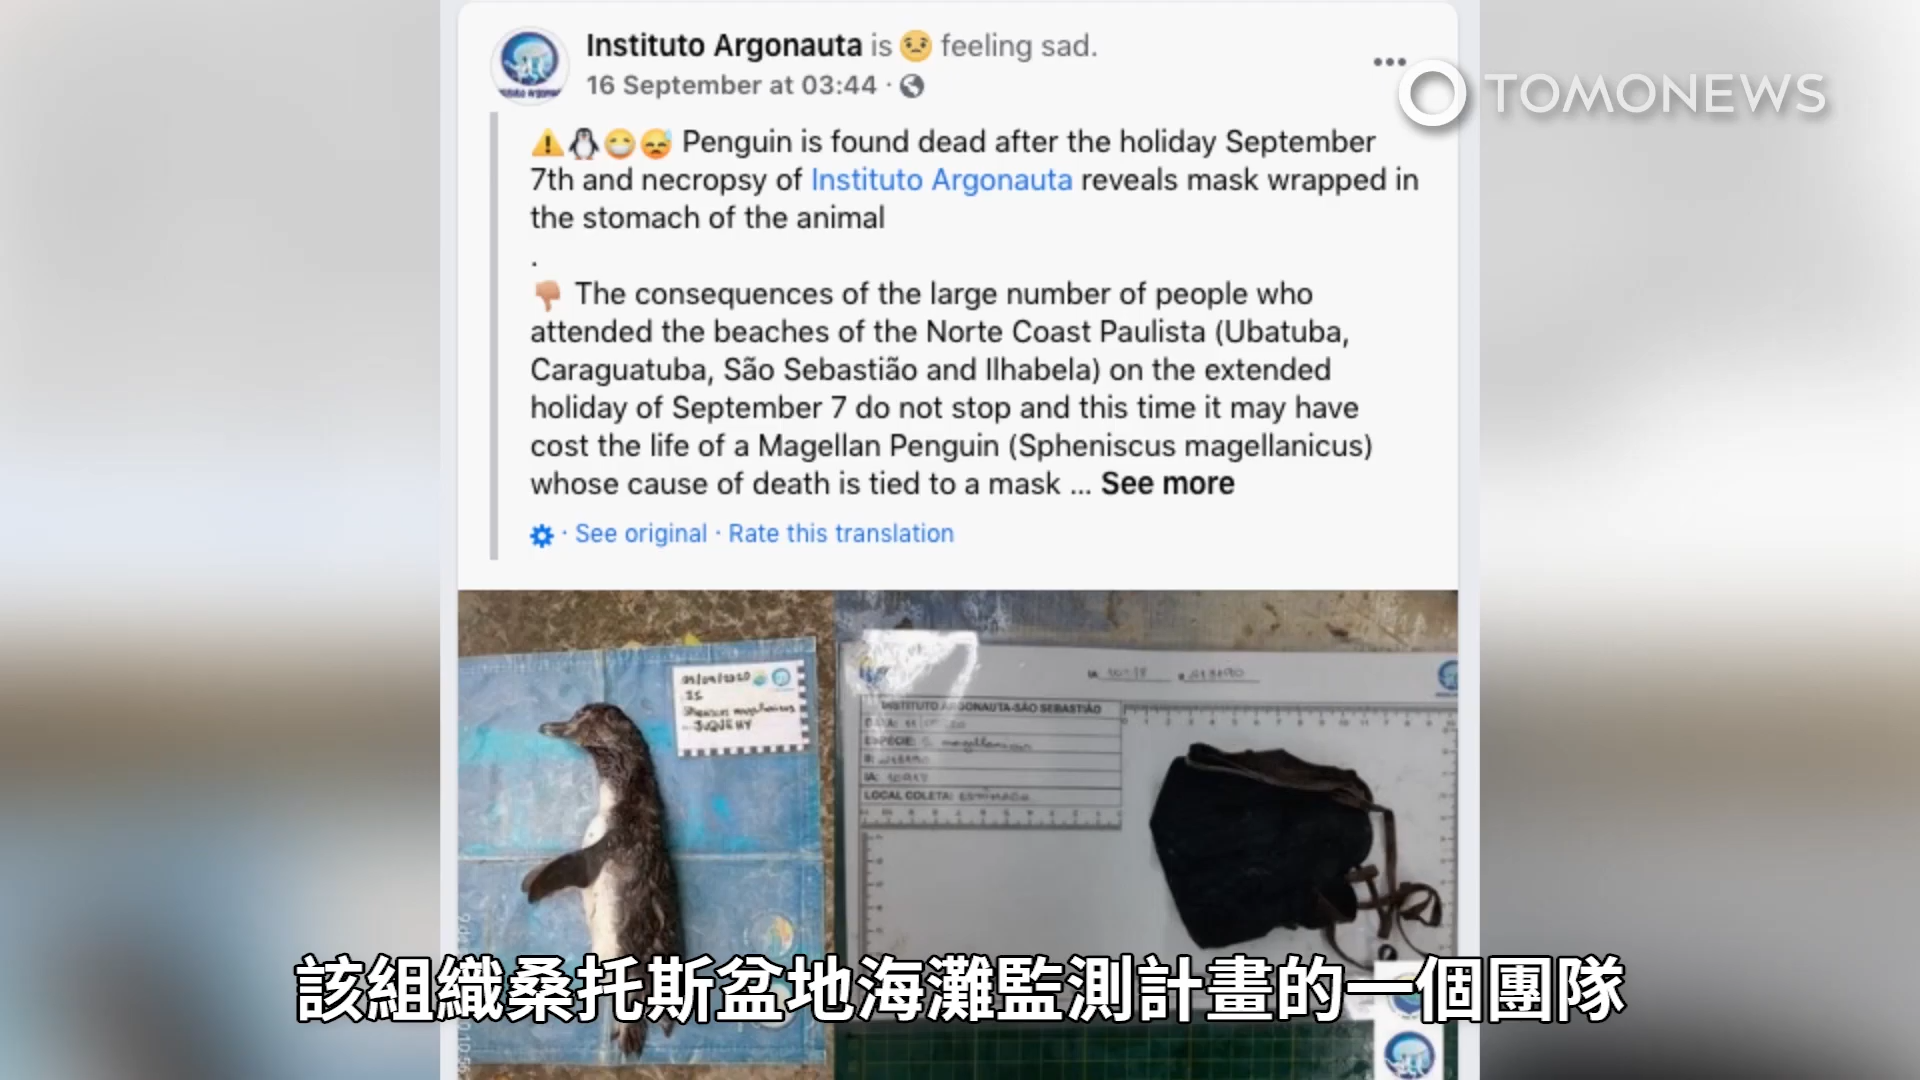 Instituto Argonauta is 😟 feeling sad.
16 September at 03:44 ·
TOMONEWS
⚠️🐧😷😓 Penguin is found dead after the holiday September
7th and necropsy of Instituto Argonauta reveals mask wrapped in
the stomach of the animal
.
👎🏽 The consequences of the large number of people who
attended the beaches of the Norte Coast Paulista (Ubatuba,
Caraguatuba, São Sebastião and Ilhabela) on the extended
holiday of September 7 do not stop and this time it may have
cost the life of a Magellan Penguin (Spheniscus magellanicus)
whose cause of death is tied to a mask ... See more
· See original · Rate this translation
INSTITUTO ARGONAUTA-SÃO SEBASTIÃO
DATA:
ESPÉCIE: S. magellanicus
IA:
LOCAL COLETA:
JUQUEHY
該組織桑托斯盆地海灘監測計畫的一個團隊